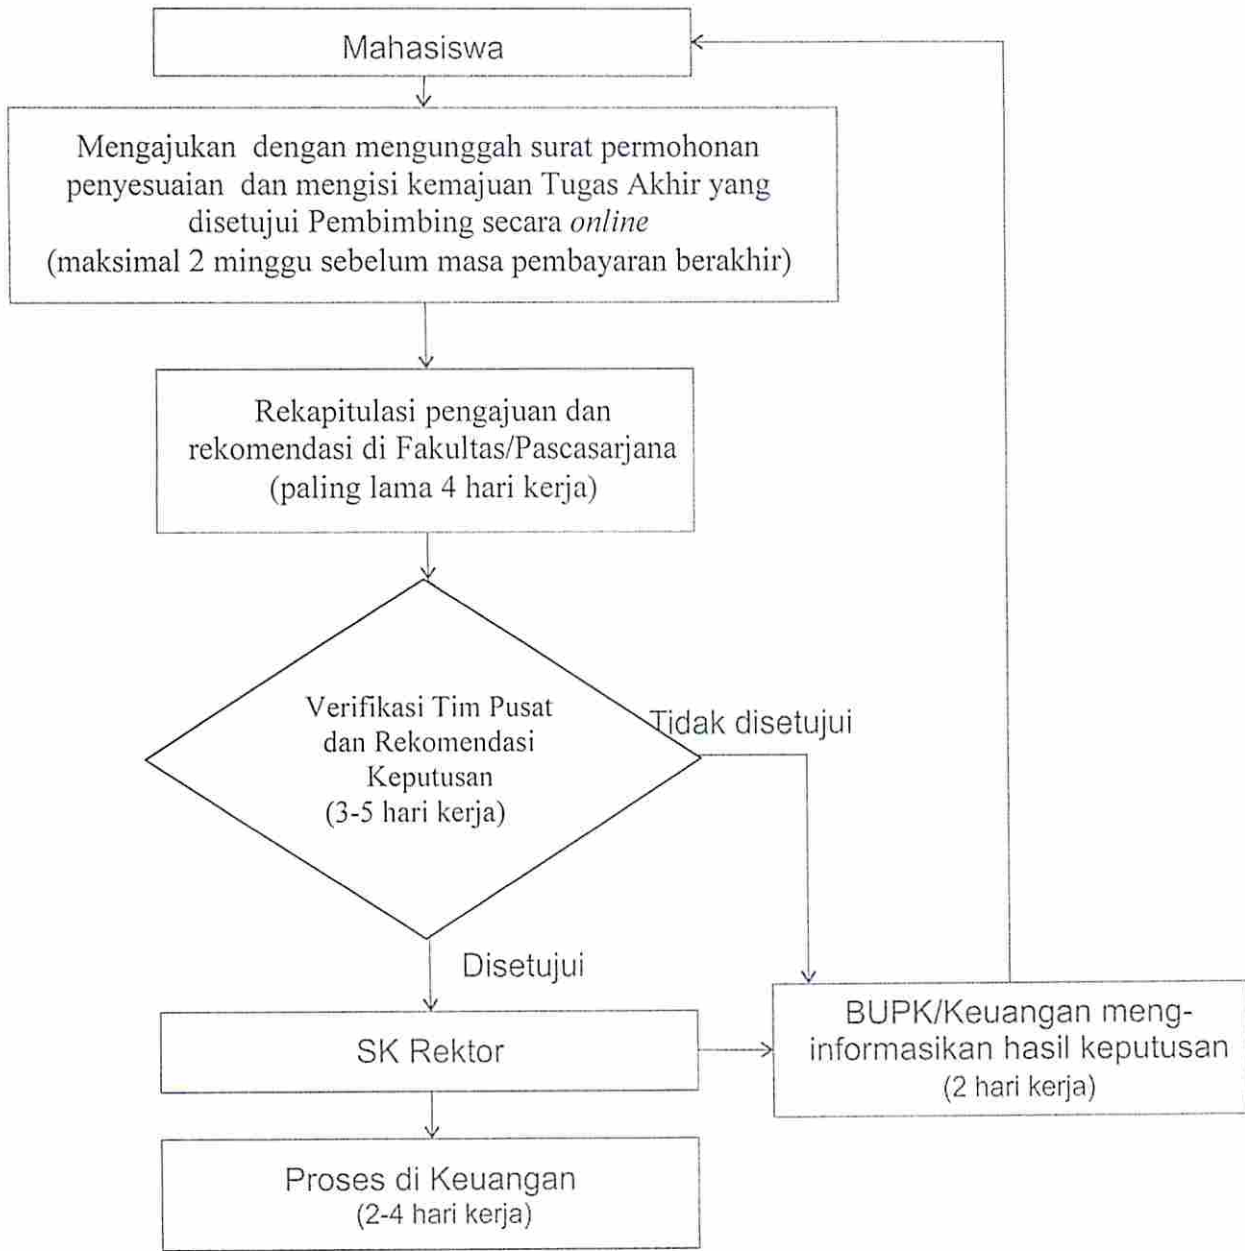 Mahasiswa
Mengajukan dengan mengunggah surat permohonan
penyesuaian dan mengisi kemajuan Tugas Akhir yang
disetujui Pembimbing secara online
(maksimal 2 minggu sebelum masa pembayaran berakhir)
Rekapitulasi pengajuan dan
rekomendasi di Fakultas/Pascasarjana
(paling lama 4 hari kerja)
Verifikasi Tim Pusat
dan Rekomendasi
Keputusan
(3-5 hari kerja)
Tidak disetujui
Disetujui
SK Rektor
BUPK/Keuangan meng-
informasikan hasil keputusan
(2 hari kerja)
Proses di Keuangan
(2-4 hari kerja)